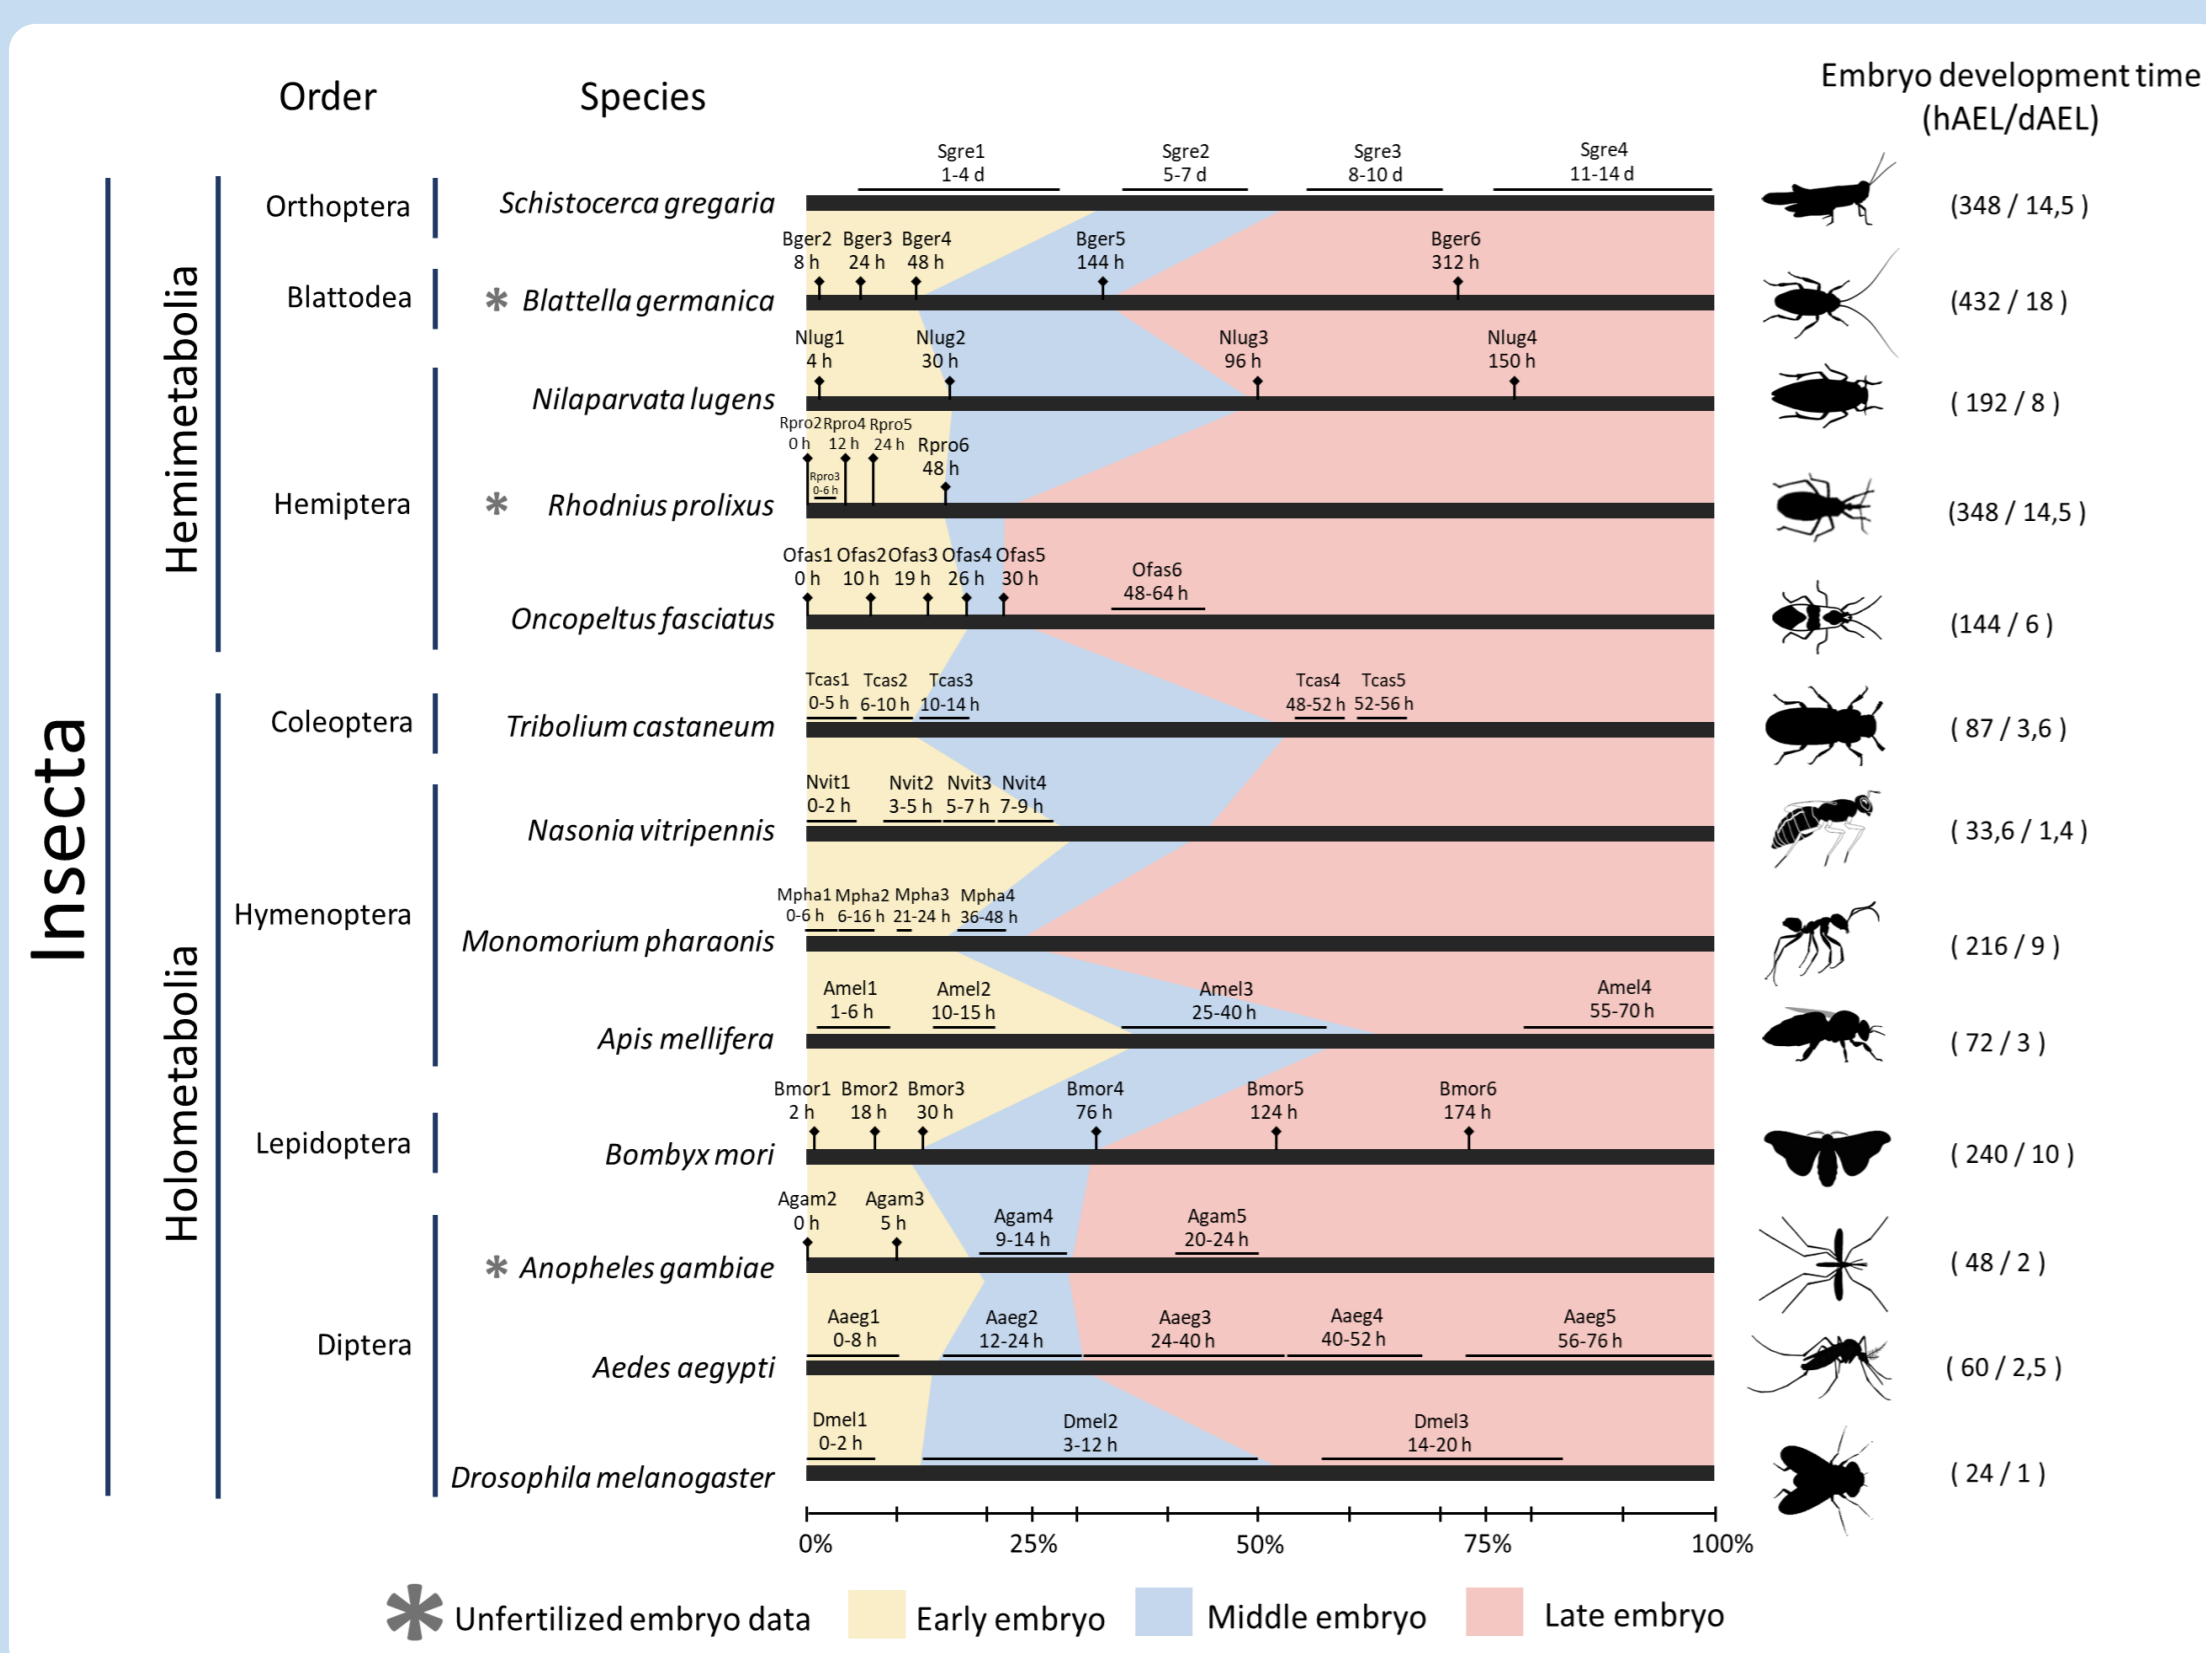 Order
Species
Embryo development time
(hAEL/dAEL)
Insecta
Hemimetabolia
Holometabolia
Sgre1 Sgre2 Sgre3 Sgre4
1-4 d 5-7 d 8-10 d 11-14 d
Orthoptera Schistocerca gregaria (348 / 14,5 )
Bger2 Bger3 Bger4 Bger5 Bger6
8 h 24 h 48 h 144 h 312 h
Blattodea * Blattella germanica (432 / 18 )
Nlug1 Nlug2 Nlug3 Nlug4
4 h 30 h 96 h 150 h
Nilaparvata lugens ( 192 / 8 )
Rpro2 Rpro4 Rpro5 Rpro6
0 h 12 h 24 h 48 h
Rpro3
0-6 h
Hemiptera * Rhodnius prolixus (348 / 14,5 )
Ofas1 Ofas2 Ofas3 Ofas4 Ofas5 Ofas6
0 h 10 h 19 h 26 h 30 h 48-64 h
Oncopeltus fasciatus (144 / 6 )
Tcas1 Tcas2 Tcas3 Tcas4 Tcas5
0-5 h 6-10 h 10-14 h 48-52 h 52-56 h
Coleoptera Tribolium castaneum ( 87 / 3,6 )
Nvit1 Nvit2 Nvit3 Nvit4
0-2 h 3-5 h 5-7 h 7-9 h
Nasonia vitripennis ( 33,6 / 1,4 )
Mpha1 Mpha2 Mpha3 Mpha4
0-6 h 6-16 h 21-24 h 36-48 h
Hymenoptera Monomorium pharaonis ( 216 / 9 )
Amel1 Amel2 Amel3 Amel4
1-6 h 10-15 h 25-40 h 55-70 h
Apis mellifera ( 72 / 3 )
Bmor1 Bmor2 Bmor3 Bmor4 Bmor5 Bmor6
2 h 18 h 30 h 76 h 124 h 174 h
Lepidoptera Bombyx mori ( 240 / 10 )
Agam2 Agam3 Agam4 Agam5
0 h 5 h 9-14 h 20-24 h
* Anopheles gambiae ( 48 / 2 )
Aaeg1 Aaeg2 Aaeg3 Aaeg4 Aaeg5
0-8 h 12-24 h 24-40 h 40-52 h 56-76 h
Diptera Aedes aegypti ( 60 / 2,5 )
Dmel1 Dmel2 Dmel3
0-2 h 3-12 h 14-20 h
Drosophila melanogaster ( 24 / 1 )
0% 25% 50% 75% 100%
* Unfertilized embryo data Early embryo Middle embryo Late embryo